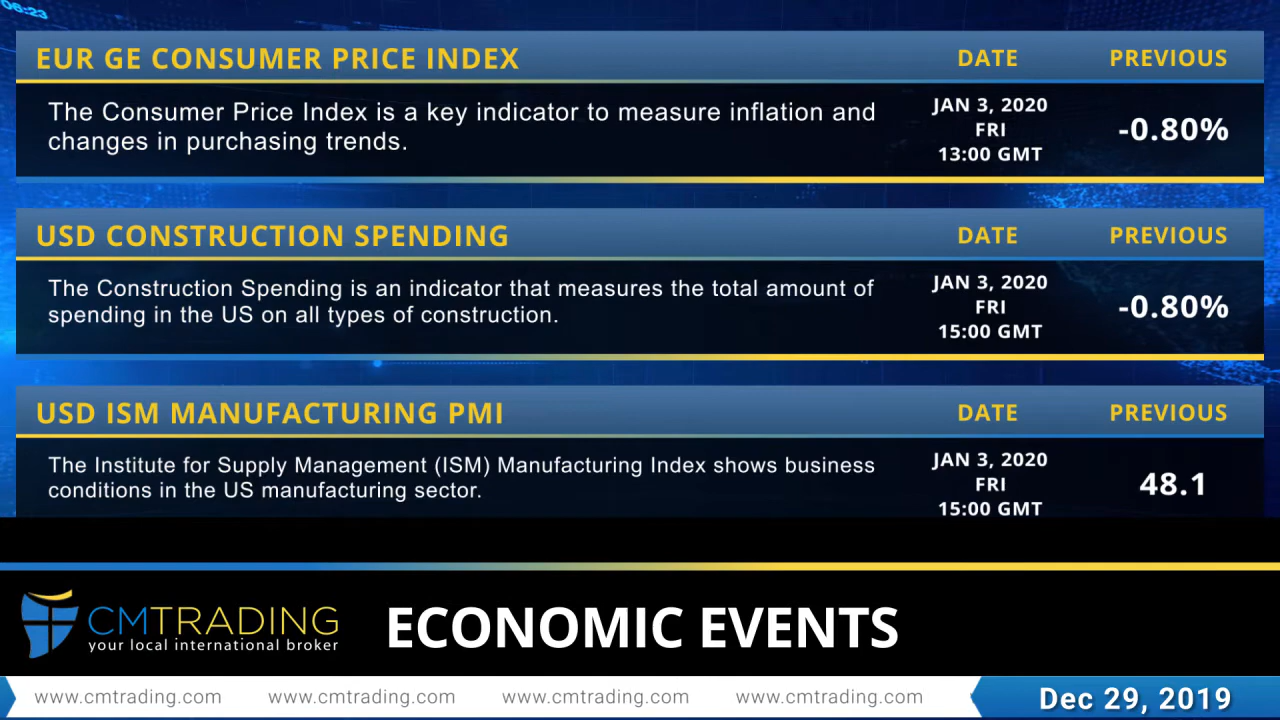 06:23
EUR GE CONSUMER PRICE INDEX DATE PREVIOUS
The Consumer Price Index is a key indicator to measure inflation and
changes in purchasing trends.
JAN 3, 2020
FRI
13:00 GMT
-0.80%
USD CONSTRUCTION SPENDING DATE PREVIOUS
The Construction Spending is an indicator that measures the total amount of
spending in the US on all types of construction.
JAN 3, 2020
FRI
15:00 GMT
-0.80%
USD ISM MANUFACTURING PMI DATE PREVIOUS
The Institute for Supply Management (ISM) Manufacturing Index shows business
conditions in the US manufacturing sector.
JAN 3, 2020
FRI
15:00 GMT
48.1
CMTRADING
your local international broker
ECONOMIC EVENTS
www.cmtrading.com www.cmtrading.com www.cmtrading.com www.cmtrading.com
Dec 29, 2019